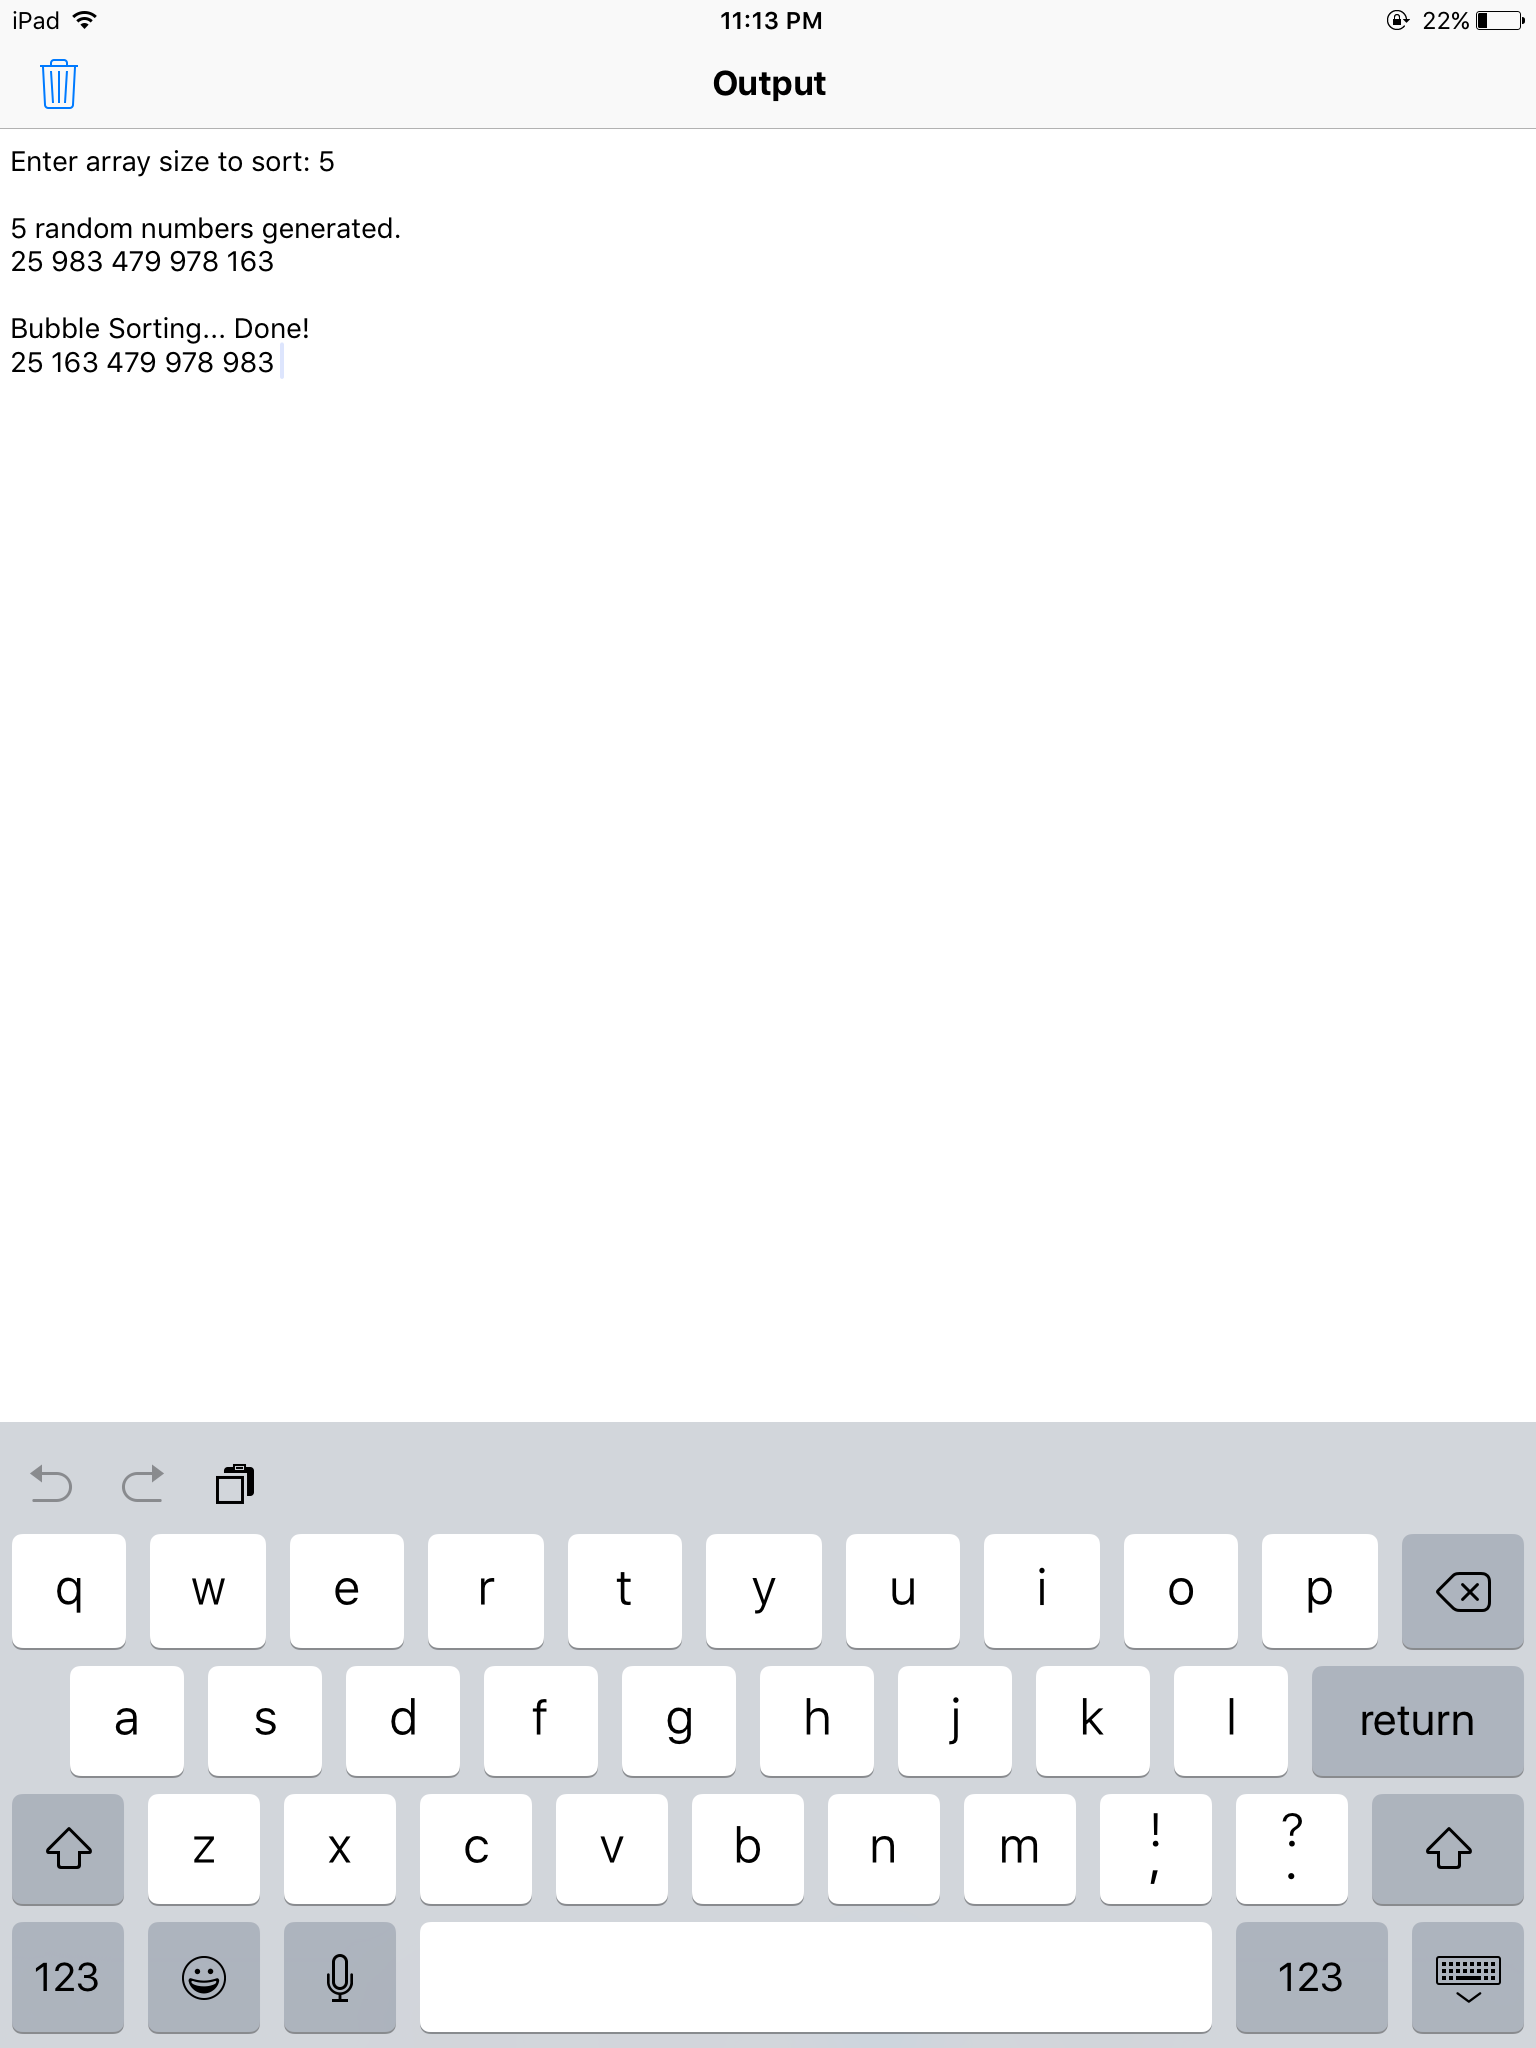 iPad 11:13 PM 22%
Output
Enter array size to sort: 5
5 random numbers generated.
25 983 479 978 163
Bubble Sorting... Done!
25 163 479 978 983
q w e r t y u i o p
a s d f g h j k l return
z x c v b n m ! , ? .
123 123